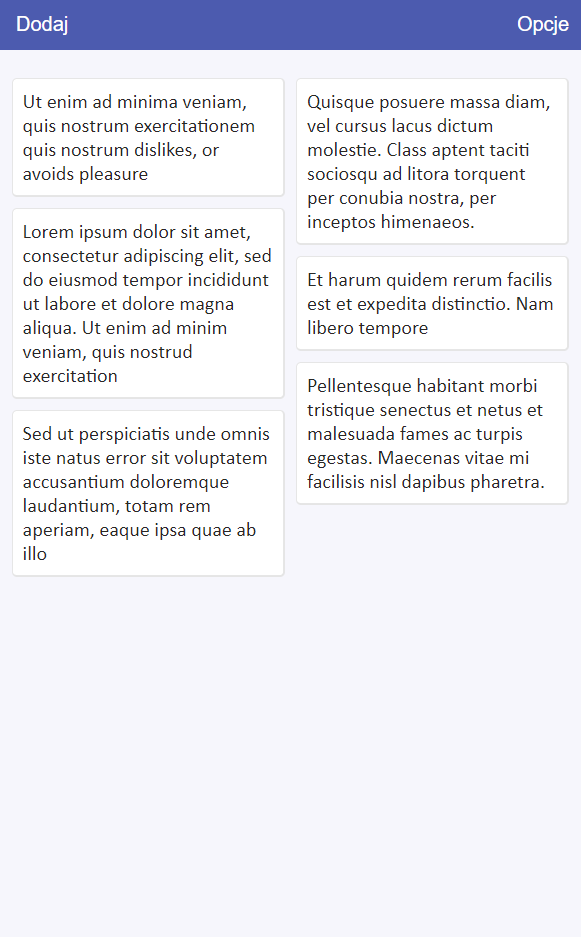 Dodaj
Opcje
Ut enim ad minima veniam,
quis nostrum exercitationem
quis nostrum dislikes, or
avoids pleasure
Lorem ipsum dolor sit amet,
consectetur adipiscing elit, sed
do eiusmod tempor incididunt
ut labore et dolore magna
aliqua. Ut enim ad minim
veniam, quis nostrud
exercitation
Sed ut perspiciatis unde omnis
iste natus error sit voluptatem
accusantium doloremque
laudantium, totam rem
aperiam, eaque ipsa quae ab
illo
Quisque posuere massa diam,
vel cursus lacus dictum
molestie. Class aptent taciti
sociosqu ad litora torquent
per conubia nostra, per
inceptos himenaeos.
Et harum quidem rerum facilis
est et expedita distinctio. Nam
libero tempore
Pellentesque habitant morbi
tristique senectus et netus et
malesuada fames ac turpis
egestas. Maecenas vitae mi
facilisis nisl dapibus pharetra.